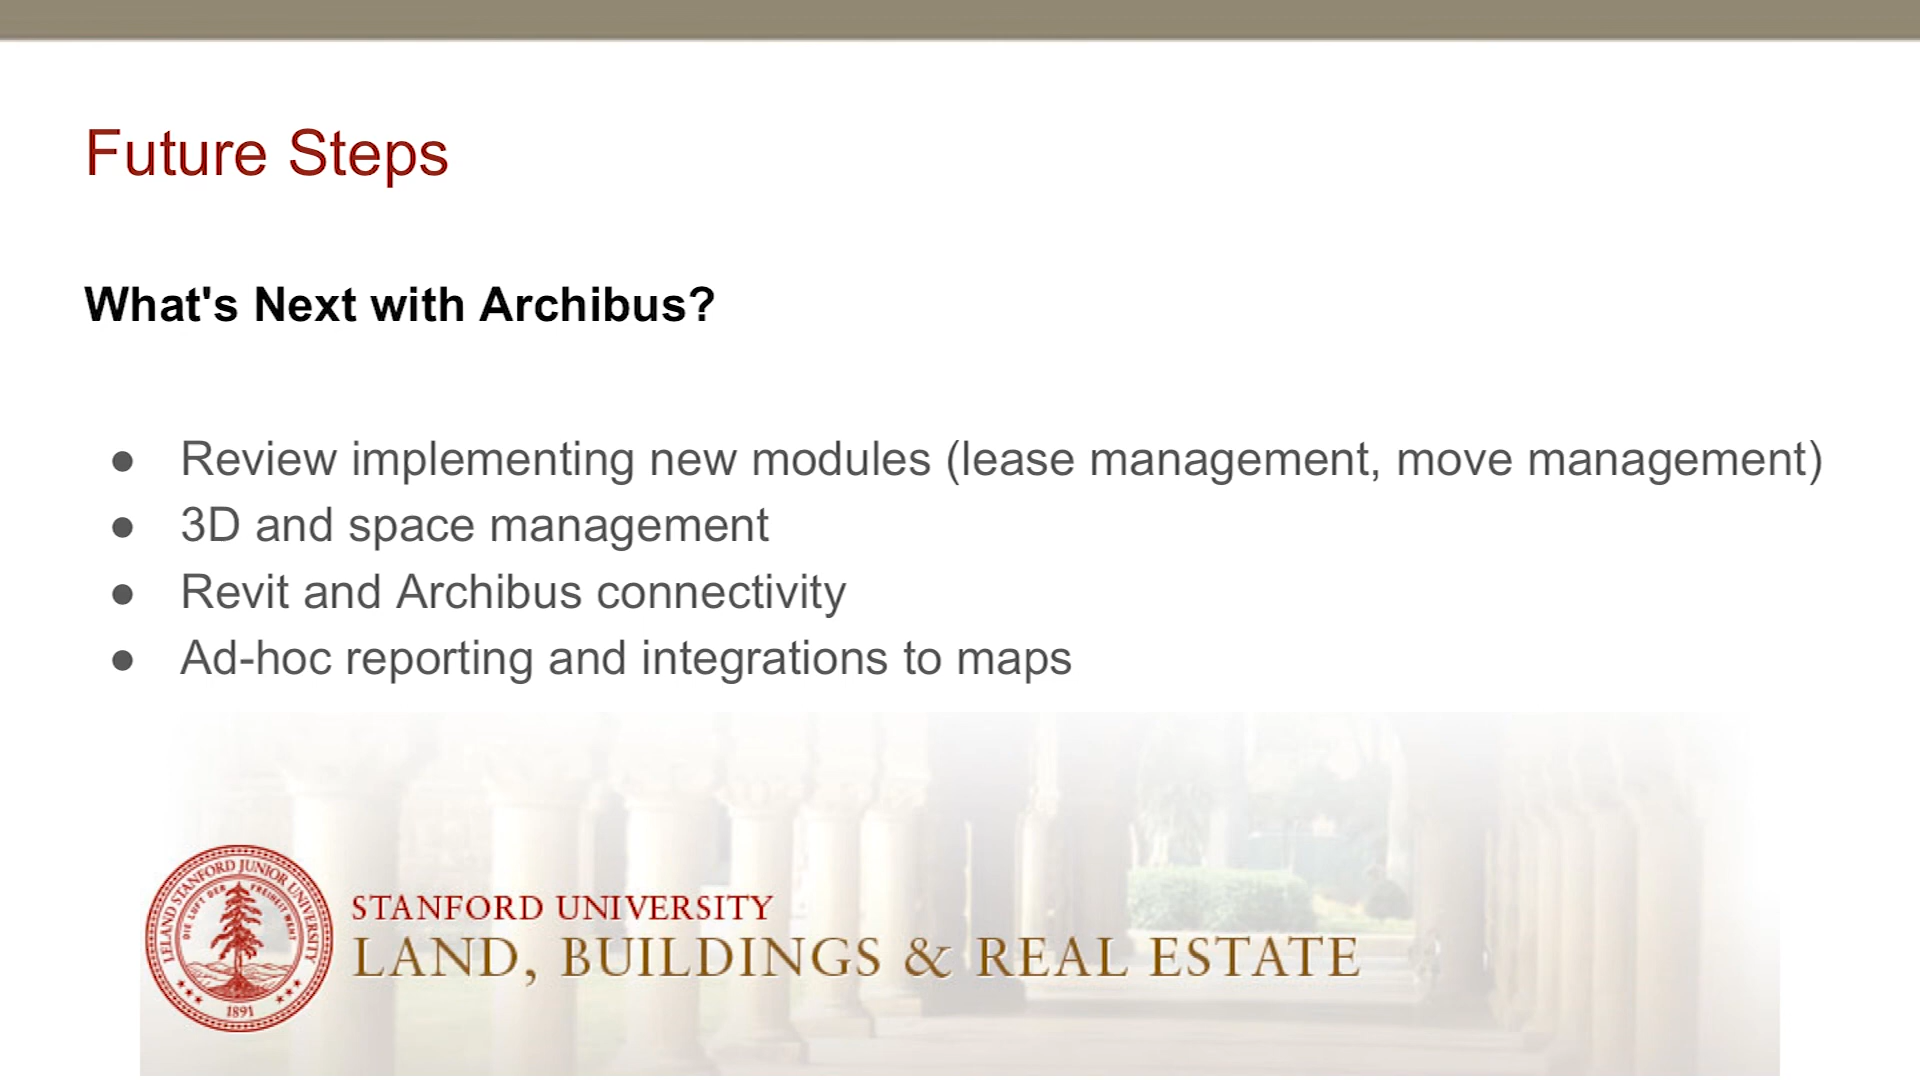 Future Steps
What's Next with Archibus?
● Review implementing new modules (lease management, move management)
● 3D and space management
● Revit and Archibus connectivity
● Ad-hoc reporting and integrations to maps
LELAND STANFORD JUNIOR UNIVERSITY
DIE LUFT DER FREIHEIT WEHT
1891
STANFORD UNIVERSITY
LAND, BUILDINGS & REAL ESTATE